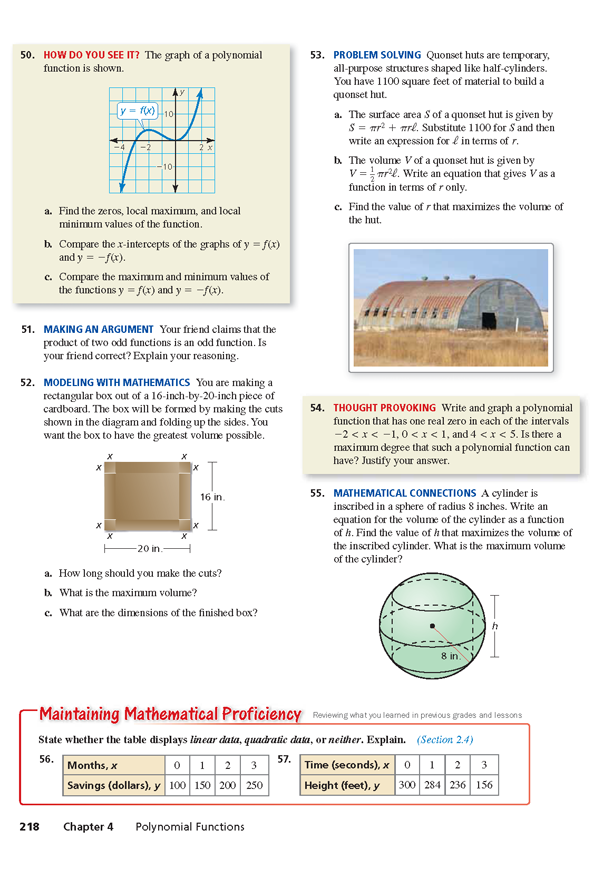 50. HOW DO YOU SEE IT? The graph of a polynomial
function is shown.
y
y = f(x)
10
−4
−2
2 x
−10
a. Find the zeros, local maximum, and local
minimum values of the function.
b. Compare the x-intercepts of the graphs of y = f(x)
and y = −f(x).
c. Compare the maximum and minimum values of
the functions y = f(x) and y = −f(x).
51. MAKING AN ARGUMENT Your friend claims that the
product of two odd functions is an odd function. Is
your friend correct? Explain your reasoning.
52. MODELING WITH MATHEMATICS You are making a
rectangular box out of a 16-inch-by-20-inch piece of
cardboard. The box will be formed by making the cuts
shown in the diagram and folding up the sides. You
want the box to have the greatest volume possible.
x x
x x
16 in.
x x
x x
20 in.
a. How long should you make the cuts?
b. What is the maximum volume?
c. What are the dimensions of the finished box?
53. PROBLEM SOLVING Quonset huts are temporary,
all-purpose structures shaped like half-cylinders.
You have 1100 square feet of material to build a
quonset hut.
a. The surface area S of a quonset hut is given by
S = πr² + πrℓ. Substitute 1100 for S and then
write an expression for ℓ in terms of r.
b. The volume V of a quonset hut is given by
V = ½ πr²ℓ. Write an equation that gives V as a
function in terms of r only.
c. Find the value of r that maximizes the volume of
the hut.
54. THOUGHT PROVOKING Write and graph a polynomial
function that has one real zero in each of the intervals
−2 < x < −1, 0 < x < 1, and 4 < x < 5. Is there a
maximum degree that such a polynomial function can
have? Justify your answer.
55. MATHEMATICAL CONNECTIONS A cylinder is
inscribed in a sphere of radius 8 inches. Write an
equation for the volume of the cylinder as a function
of h. Find the value of h that maximizes the volume of
the inscribed cylinder. What is the maximum volume
of the cylinder?
h
8 in.
Maintaining Mathematical Proficiency Reviewing what you learned in previous grades and lessons
State whether the table displays linear data, quadratic data, or neither. Explain. (Section 2.4)
56. Months, x 0 1 2 3
Savings (dollars), y 100 150 200 250
57. Time (seconds), x 0 1 2 3
Height (feet), y 300 284 236 156
218 Chapter 4 Polynomial Functions